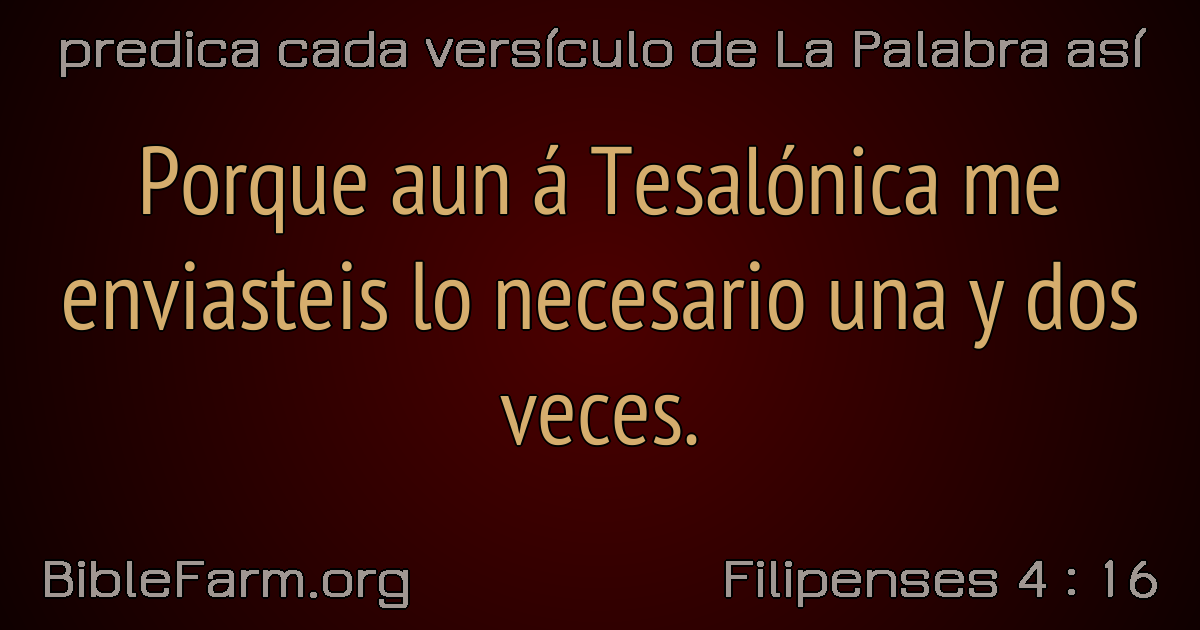 predica cada versículo de La Palabra así
Porque aun á Tesalónica me
enviasteis lo necesario una y dos
veces.
BibleFarm.org
Filipenses 4 : 16